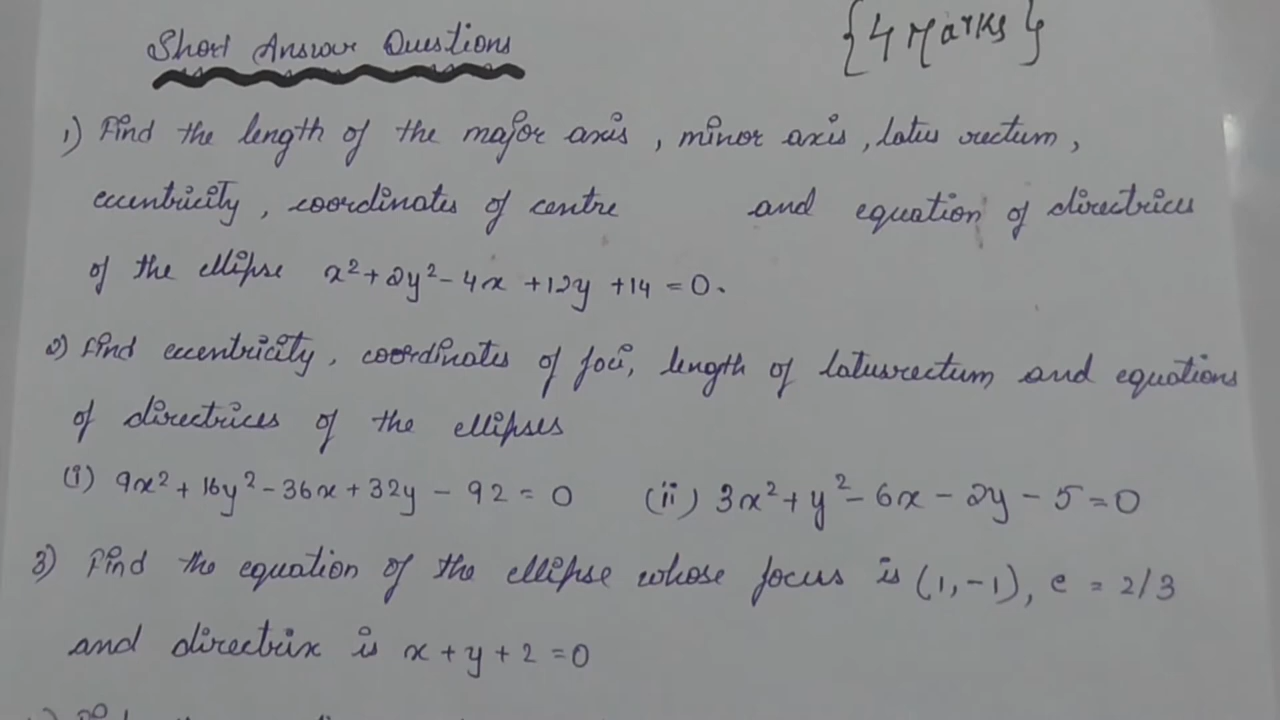 Short Answer Questions {4 Marks}
1) Find the length of the major axis, minor axis, latus rectum,
eccentricity, coordinates of centre and equation of directrices
of the ellipse x²+2y²-4x+12y+14=0.
2) Find eccentricity, coordinates of foci, length of latusrectum and equations
of directrices of the ellipses
(i) 9x²+16y²-36x+32y-92=0 (ii) 3x²+y²-6x-2y-5=0
3) Find the equation of the ellipse whose focus is (1,-1), e = 2/3
and directrix is x+y+2=0